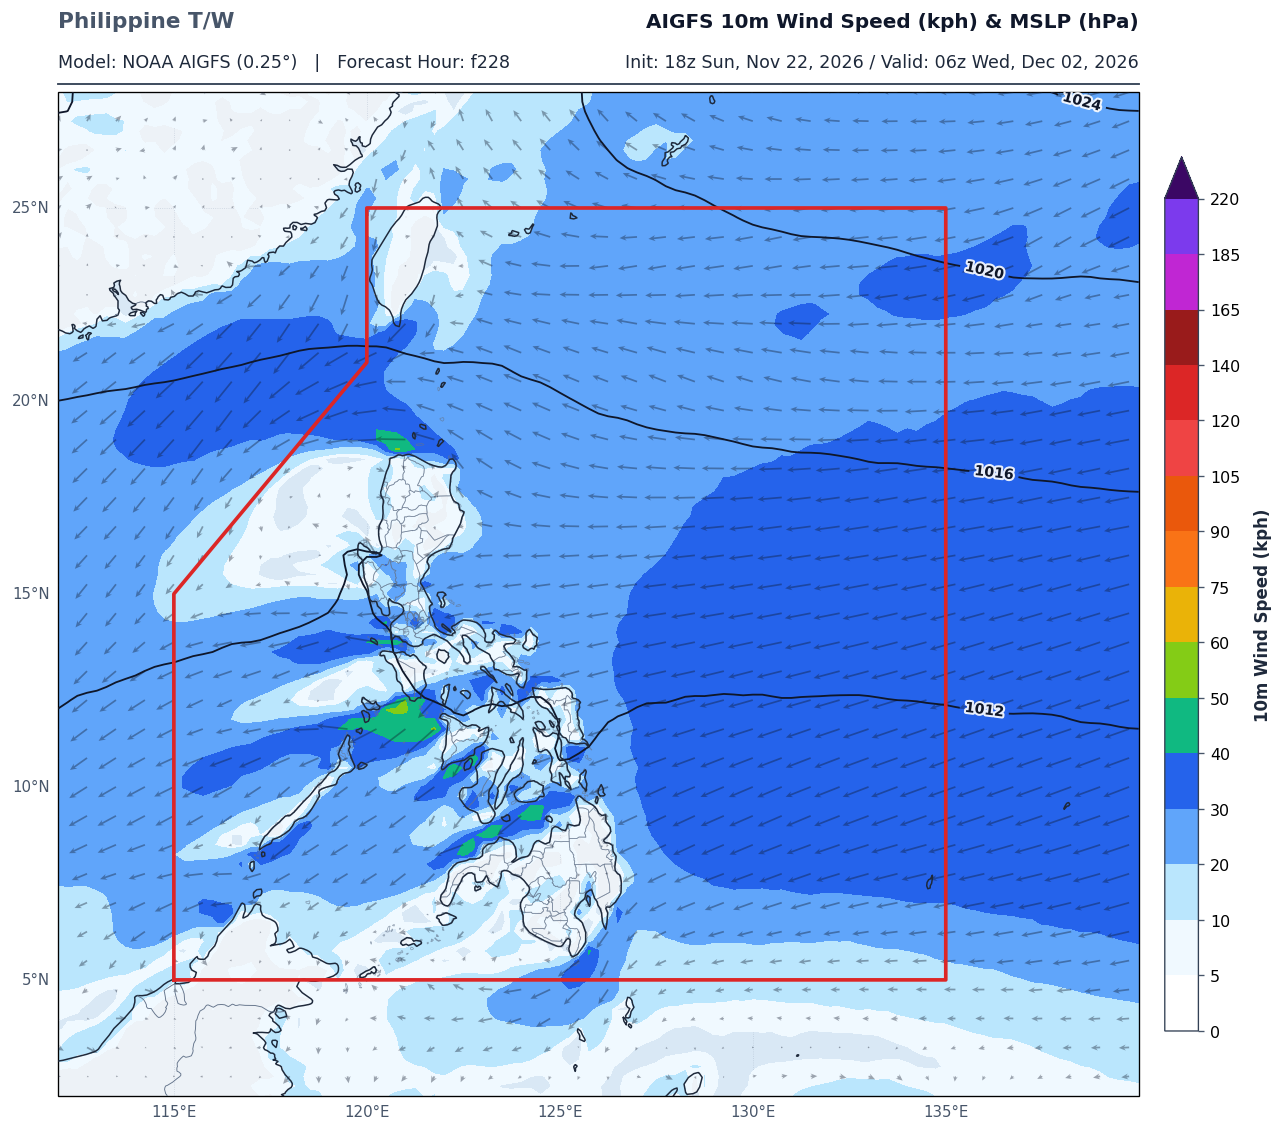 Philippine T/W
AIGFS 10m Wind Speed (kph) & MSLP (hPa)
Model: NOAA AIGFS (0.25°) | Forecast Hour: f228
Init: 18z Sun, Nov 22, 2026 / Valid: 06z Wed, Dec 02, 2026
1024
25°N
1020
20°N
1016
15°N
1012
10°N
5°N
115°E
120°E
125°E
130°E
135°E
220
185
165
140
120
105
90
75
60
50
40
30
20
10
5
0
10m Wind Speed (kph)